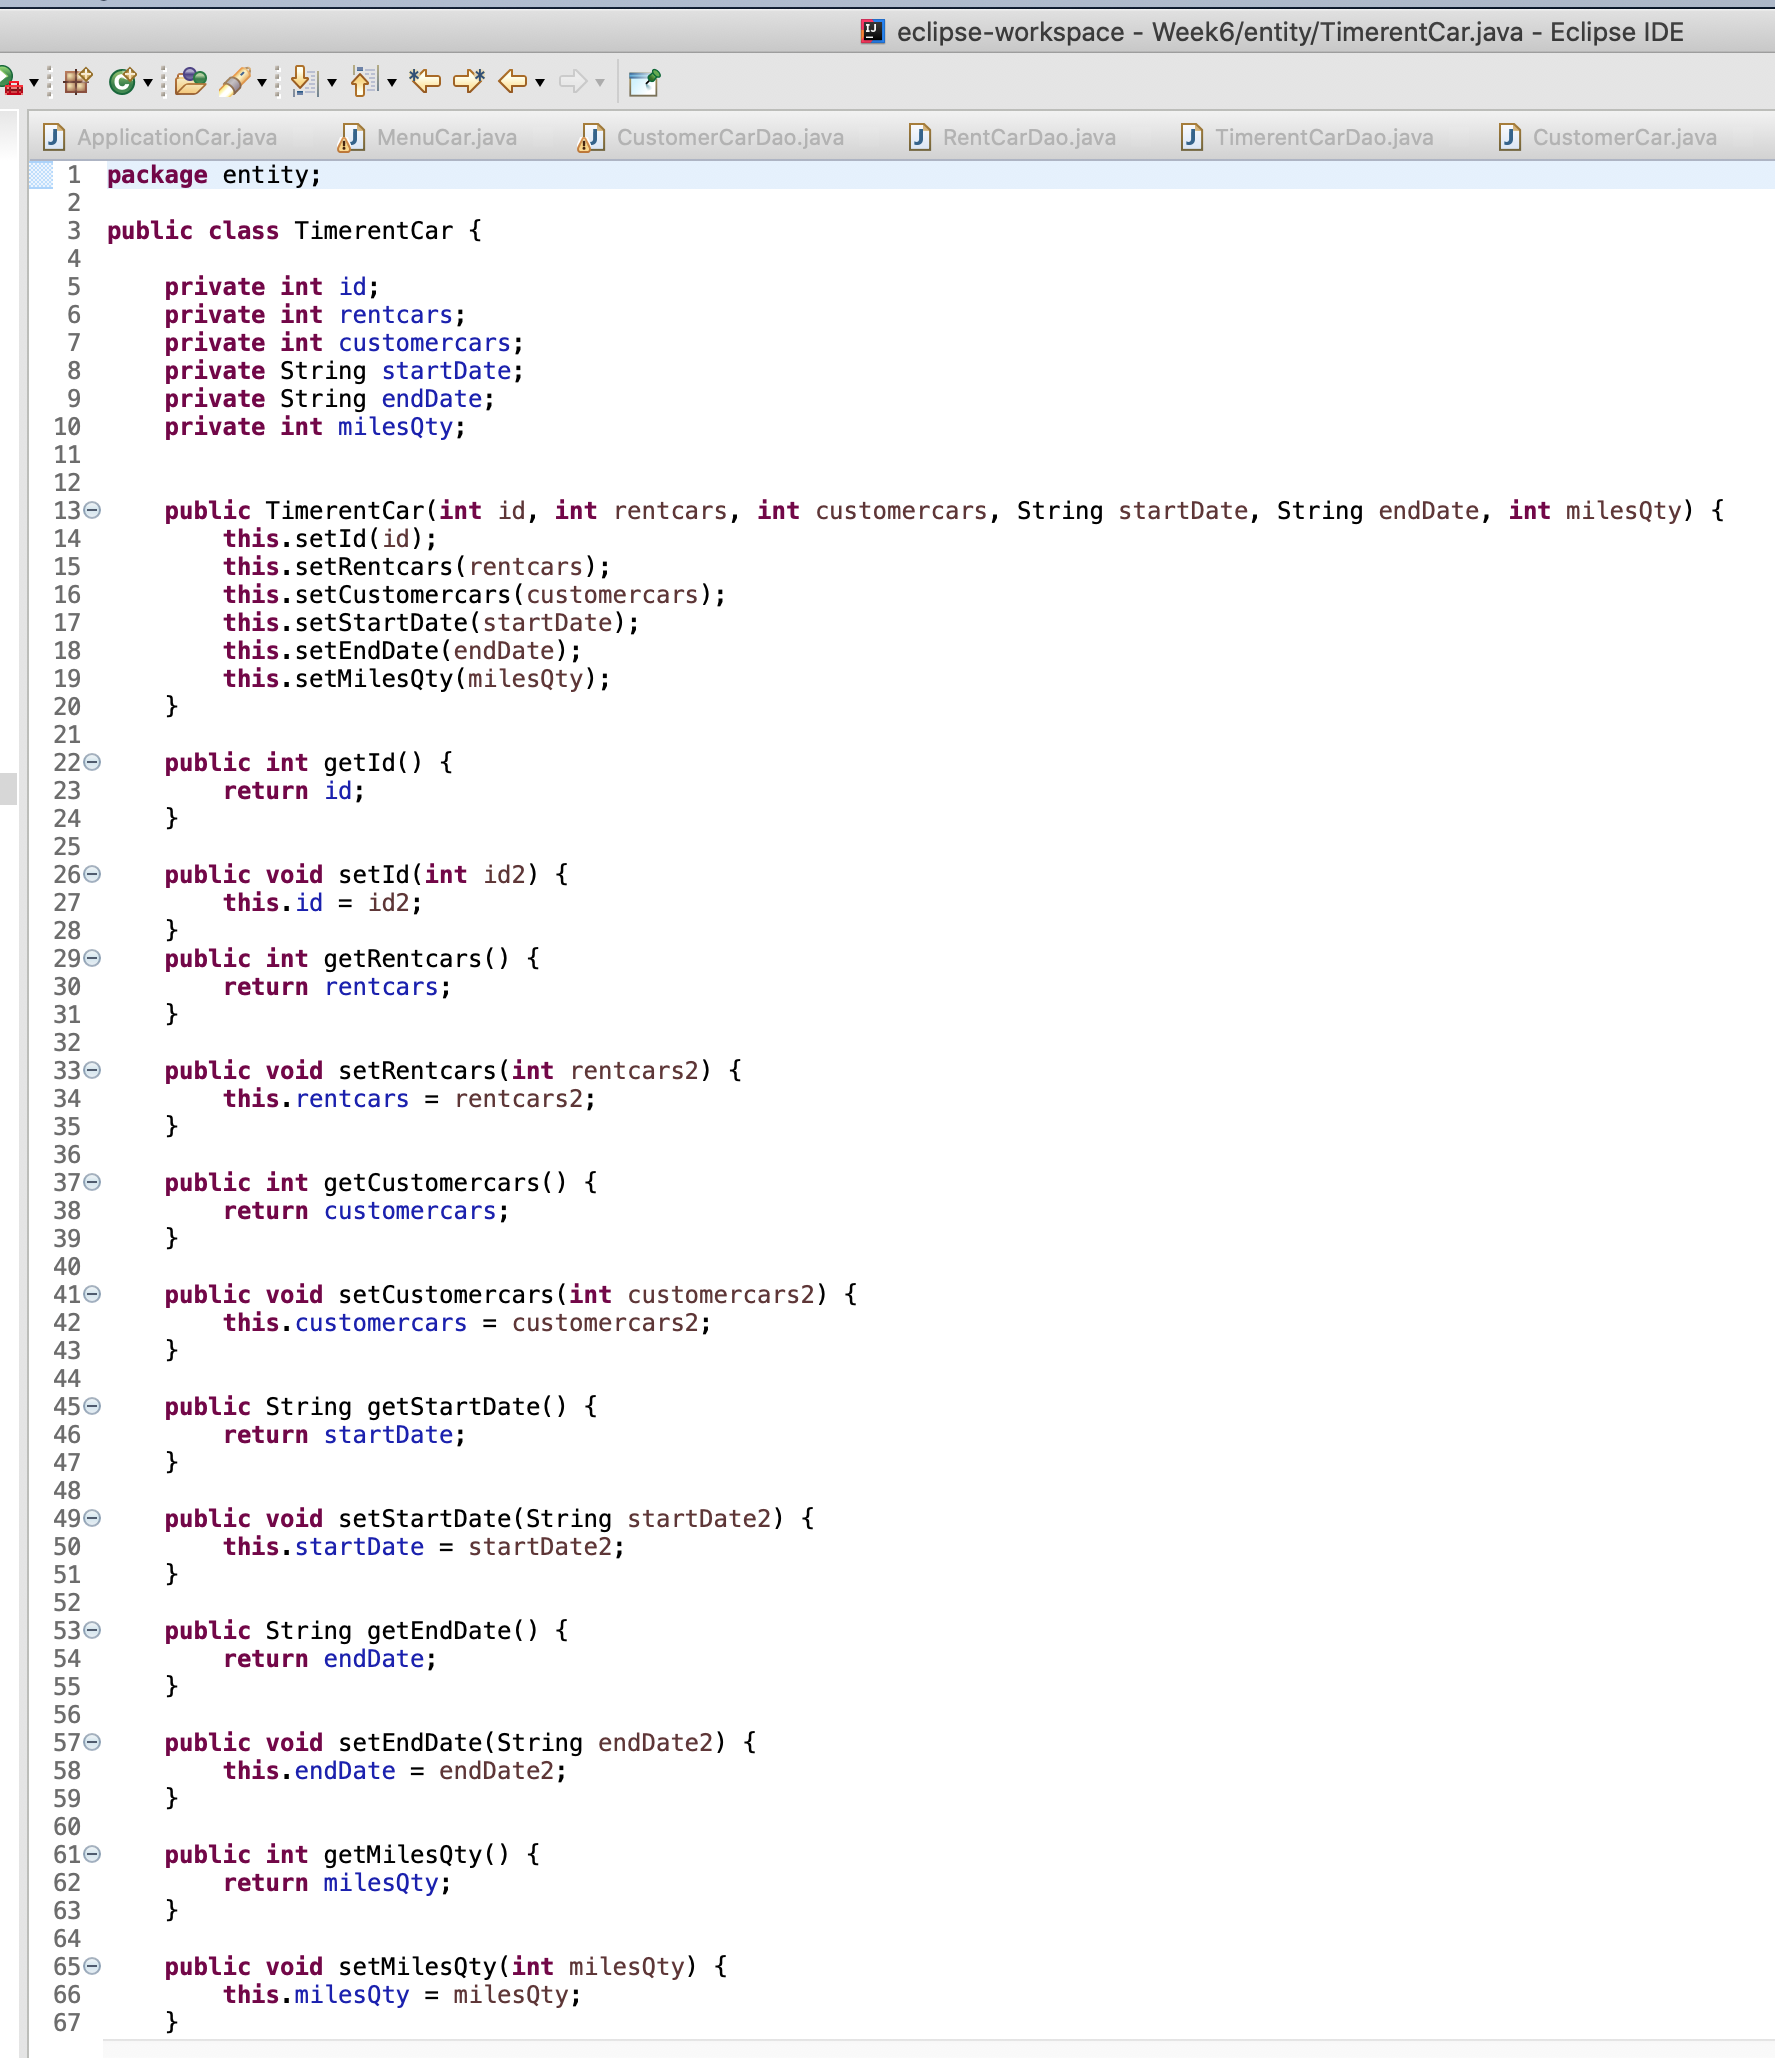 eclipse-workspace - Week6/entity/TimerentCar.java - Eclipse IDE
ApplicationCar.java MenuCar.java CustomerCarDao.java RentCarDao.java TimerentCarDao.java CustomerCar.java
1 package entity;
2
3 public class TimerentCar {
4
5 private int id;
6 private int rentcars;
7 private int customercars;
8 private String startDate;
9 private String endDate;
10 private int milesQty;
11
12
13 public TimerentCar(int id, int rentcars, int customercars, String startDate, String endDate, int milesQty) {
14 this.setId(id);
15 this.setRentcars(rentcars);
16 this.setCustomercars(customercars);
17 this.setStartDate(startDate);
18 this.setEndDate(endDate);
19 this.setMilesQty(milesQty);
20 }
21
22 public int getId() {
23 return id;
24 }
25
26 public void setId(int id2) {
27 this.id = id2;
28 }
29 public int getRentcars() {
30 return rentcars;
31 }
32
33 public void setRentcars(int rentcars2) {
34 this.rentcars = rentcars2;
35 }
36
37 public int getCustomercars() {
38 return customercars;
39 }
40
41 public void setCustomercars(int customercars2) {
42 this.customercars = customercars2;
43 }
44
45 public String getStartDate() {
46 return startDate;
47 }
48
49 public void setStartDate(String startDate2) {
50 this.startDate = startDate2;
51 }
52
53 public String getEndDate() {
54 return endDate;
55 }
56
57 public void setEndDate(String endDate2) {
58 this.endDate = endDate2;
59 }
60
61 public int getMilesQty() {
62 return milesQty;
63 }
64
65 public void setMilesQty(int milesQty) {
66 this.milesQty = milesQty;
67 }